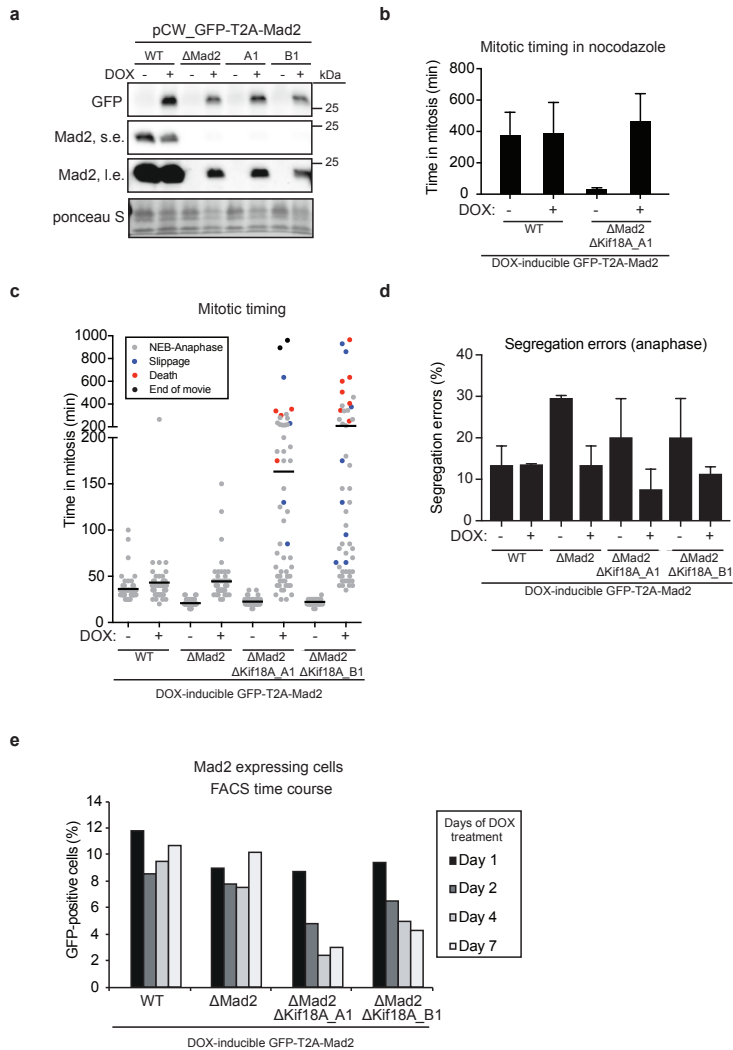 a
pCW_GFP-T2A-Mad2
WT ΔMad2 A1 B1
DOX - + - + - + - + kDa
GFP
25
Mad2, s.e.
25
Mad2, l.e.
25
ponceau S
b
Mitotic timing in nocodazole
Time in mitosis (min)
800
600
400
200
0
DOX: - + - +
WT ΔMad2
ΔKif18A_A1
DOX-inducible GFP-T2A-Mad2
c
Mitotic timing
Time in mitosis (min)
1000
800
600
400
200
200
150
100
50
0
NEB-Anaphase
Slippage
Death
End of movie
DOX: - + - + - + - +
WT ΔMad2 ΔMad2 ΔMad2
ΔKif18A_A1 ΔKif18A_B1
DOX-inducible GFP-T2A-Mad2
d
Segregation errors (anaphase)
Segregation errors (%)
40
30
20
10
0
DOX: - + - + - + - +
WT ΔMad2 ΔMad2 ΔMad2
ΔKif18A_A1 ΔKif18A_B1
DOX-inducible GFP-T2A-Mad2
e
Mad2 expressing cells
FACS time course
GFP-positive cells (%)
14
12
10
8
6
4
2
0
WT ΔMad2 ΔMad2 ΔMad2
ΔKif18A_A1 ΔKif18A_B1
DOX-inducible GFP-T2A-Mad2
Days of DOX
treatment
Day 1
Day 2
Day 4
Day 7